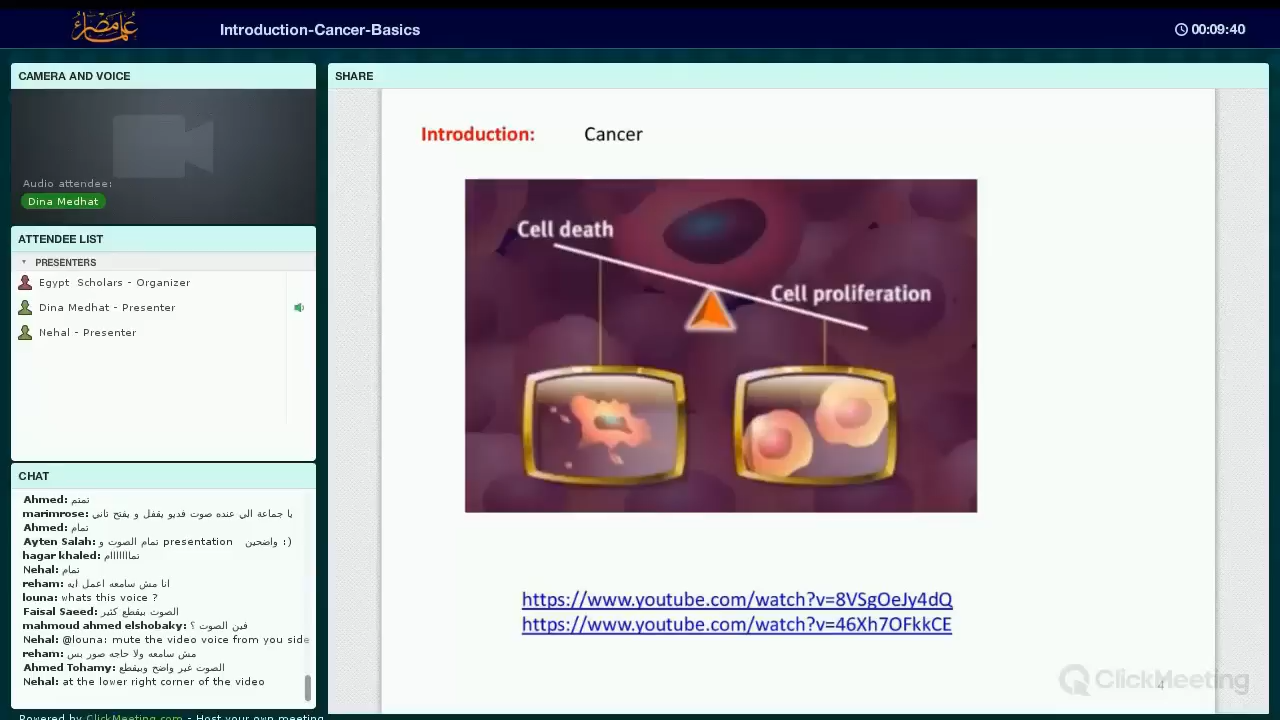 علماء مصر
Introduction-Cancer-Basics
00:09:40
CAMERA AND VOICE
Audio attendee:
Dina Medhat
ATTENDEE LIST
PRESENTERS
Egypt Scholars - Organizer
Dina Medhat - Presenter
Nehal - Presenter
CHAT
Ahmed: تمتم
marimrose: يا جماعة الي عنده صوت فديو يقفل و يفتح تاني
Ahmed: تمام
Ayten Salah: تمام الصوت و presentation واضحين :)
hagar khaled: تمااااااام
Nehal: تمام
reham: انا مش سامعه اعمل ايه
louna: whats this voice ?
Faisal Saeed: الصوت بيقطع كتير
mahmoud ahmed elshobaky: فين الصوت ؟
Nehal: @louna: mute the video voice from you side
reham: مش سامعه ولا حاجه صور بس
Ahmed Tohamy: الصوت غير واضح وبيقطع
Nehal: at the lower right corner of the video
Powered by ClickMeeting.com - Host your own meeting
SHARE
Introduction: Cancer
Cell death
Cell proliferation
https://www.youtube.com/watch?v=8VSgOeJy4dQ
https://www.youtube.com/watch?v=46Xh7OFkkCE
4
ClickMeeting